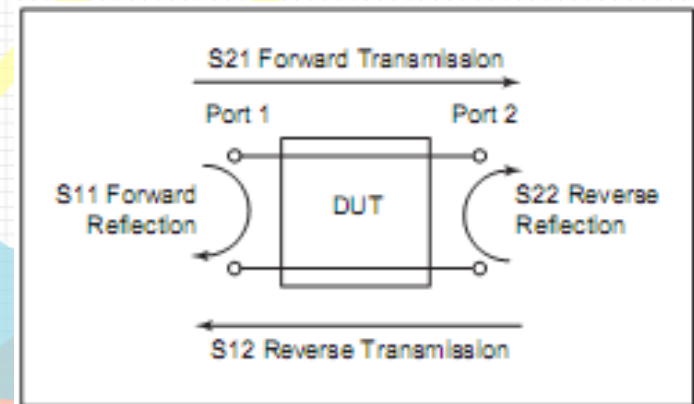 S21 Forward Transmission
Port 1
Port 2
S11 Forward
Reflection
DUT
S22 Reverse
Reflection
S12 Reverse Transmission